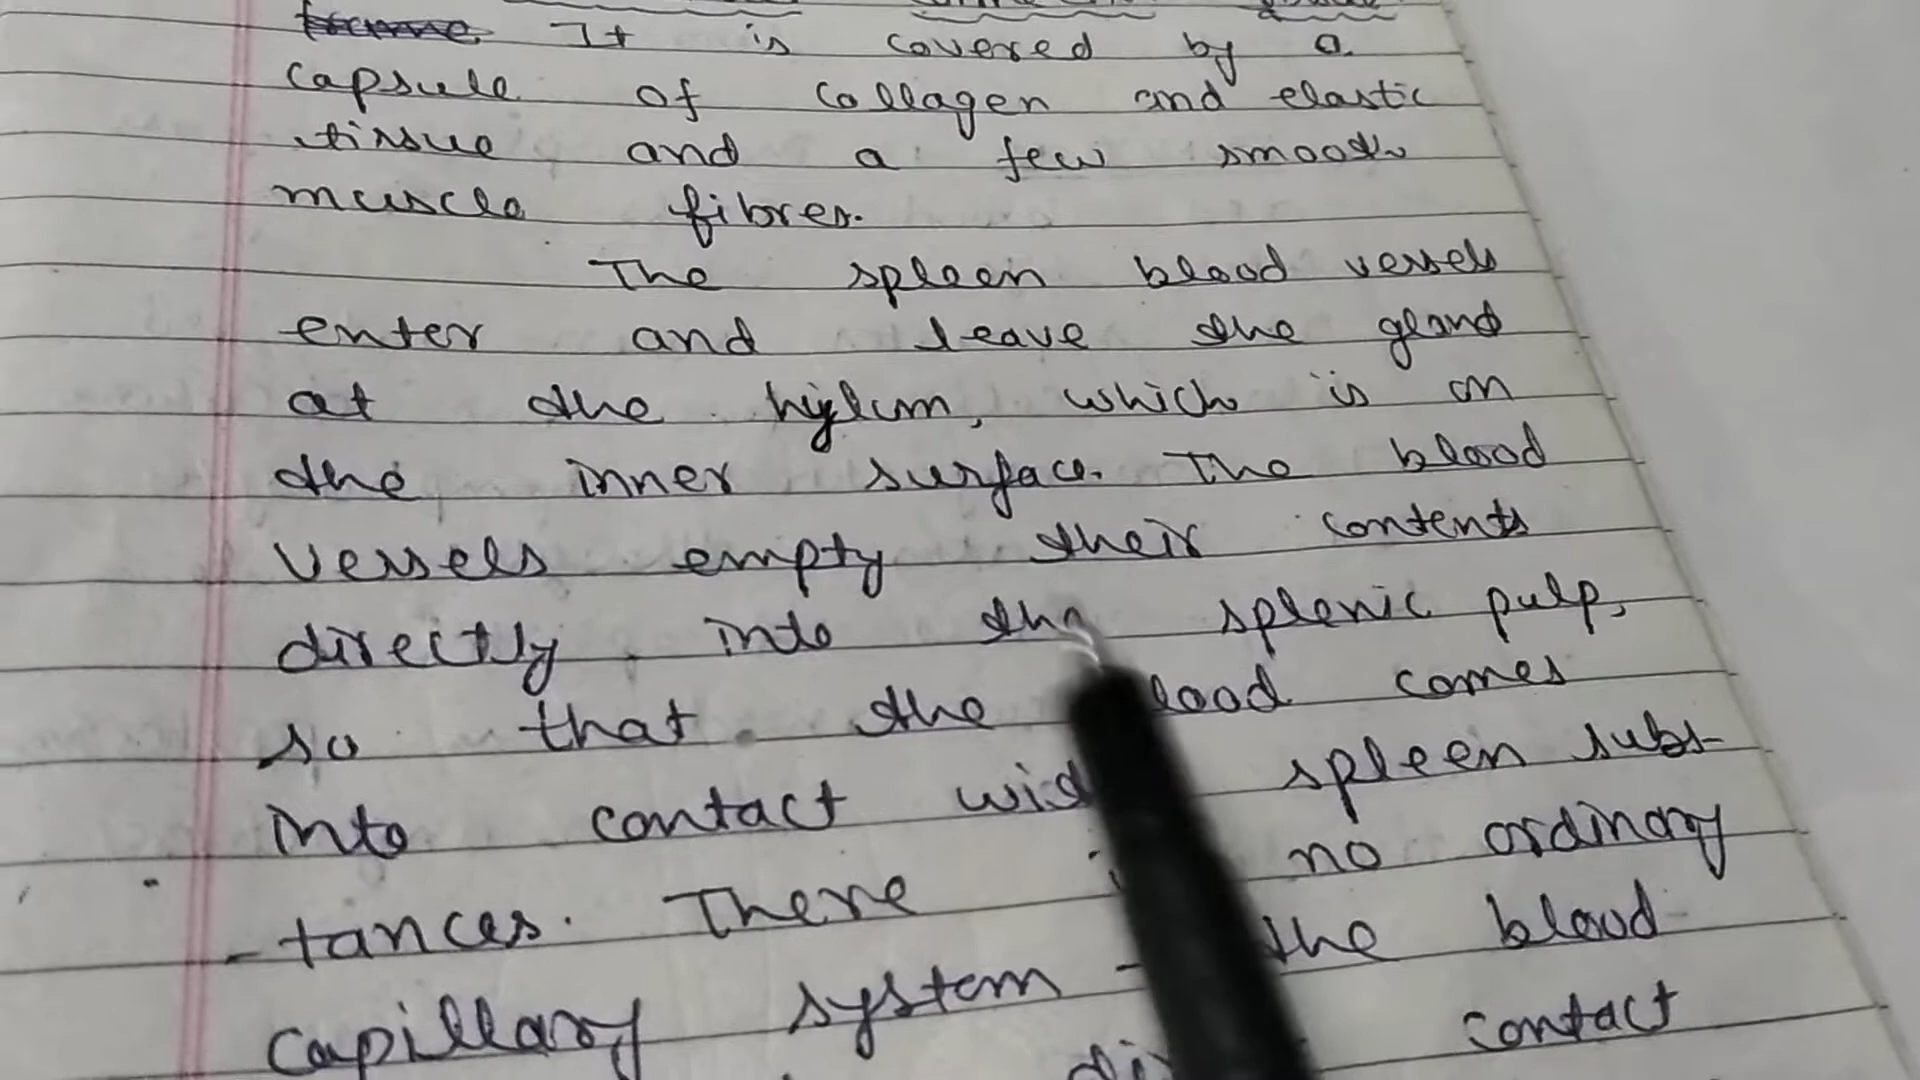 It is covered by a
capsule of collagen and elastic
tissue and a few smooth
muscle fibres.
The spleen blood vessels
enter and leave the gland
at the hylum, which is on
the inner surface. The blood
vessels empty their contents
directly into the splenic pulp,
so that the lood comes
into contact with spleen subs-
-tances. There no ordinary
capillary system - the blood
contact